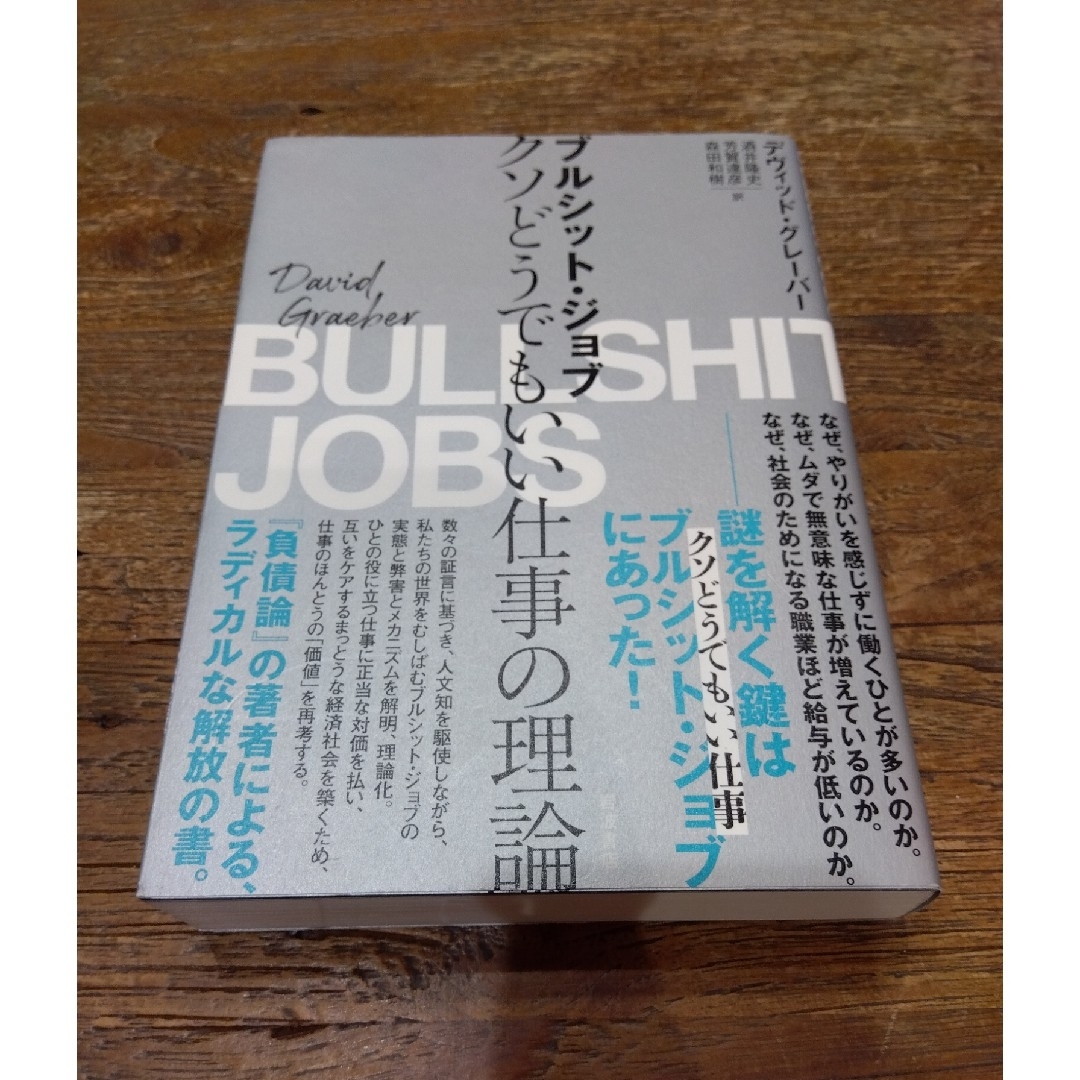 デヴィッド・グレーバー
酒井隆史
芳賀達彦
森田和樹
訳
ブルシット・ジョブ
クソどうでもいい仕事の理論
David
Graeber
BULLSHIT
JOBS
なぜ、やりがいを感じずに働くひとが多いのか。
なぜ、ムダで無意味な仕事が増えているのか。
なぜ、社会のためになる職業ほど給与が低いのか。
――謎を解く鍵は
クソどうでもいい仕事
ブルシット・ジョブ
にあった!
数々の証言に基づき、人文知を駆使しながら、
私たちの世界をむしばむブルシット・ジョブの
実態と弊害とメカニズムを解明、理論化。
ひとの役に立つ仕事に正当な対価を払い、
互いをケアするまっとうな経済社会を築くため、
仕事のほんとうの「価値」を再考する。
『負債論』の著者による、
ラディカルな解放の書。